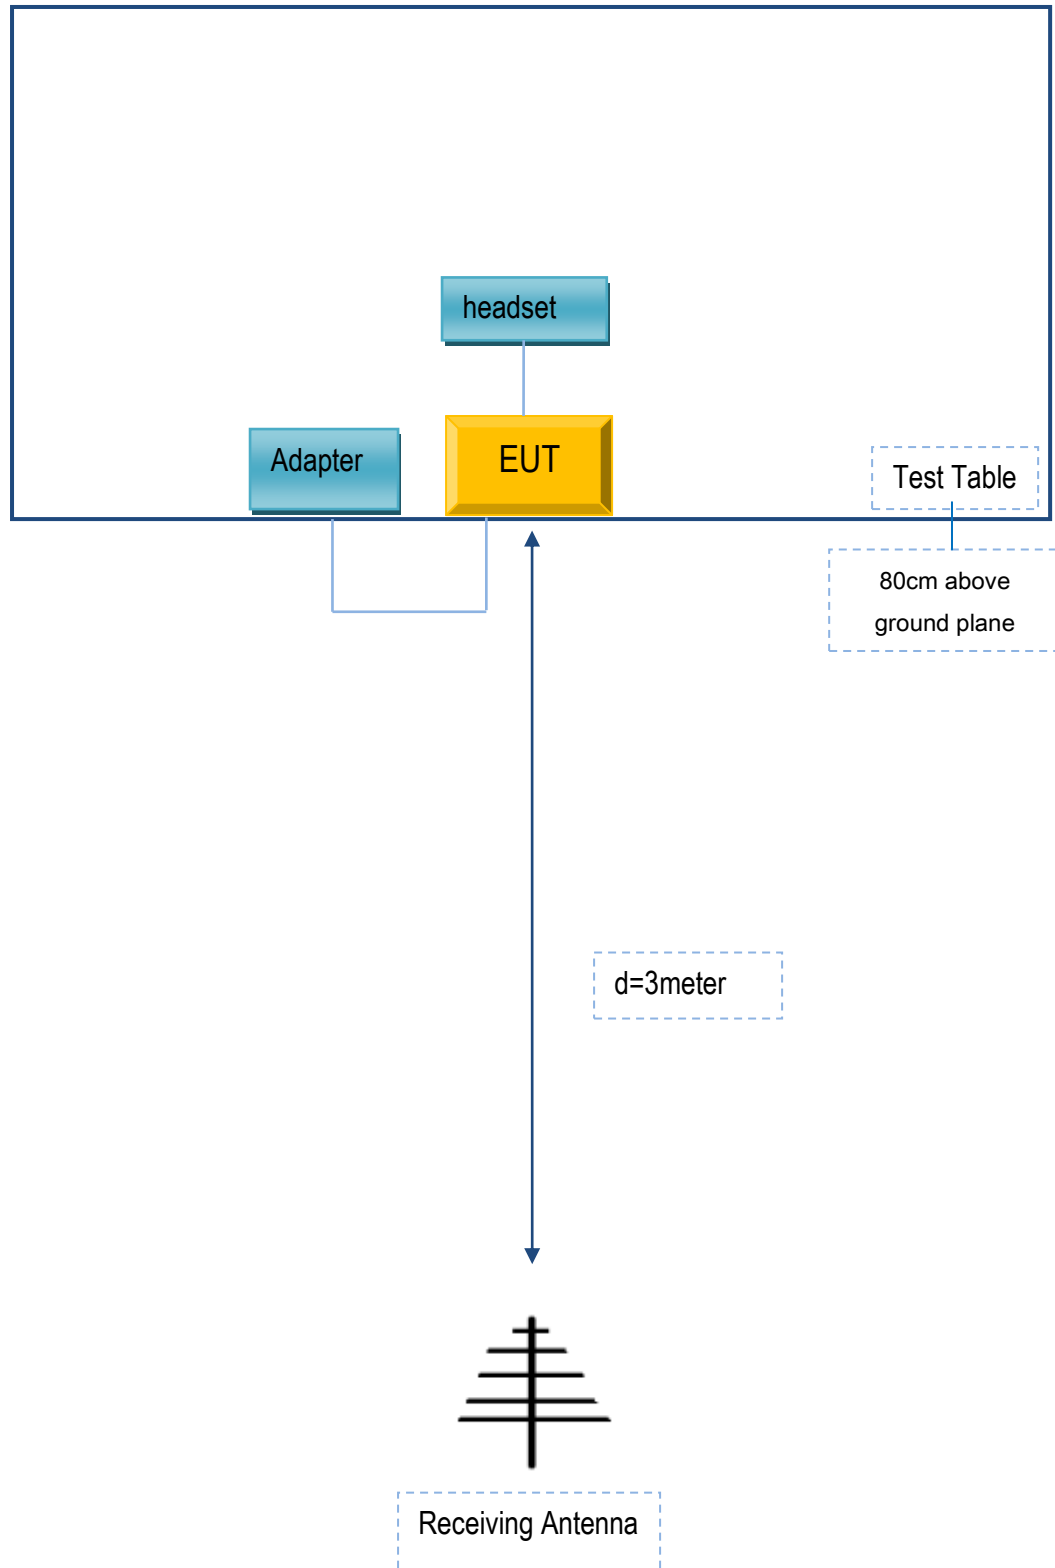 headset
Adapter
EUT
Test Table
80cm above
ground plane
d=3meter
Receiving Antenna